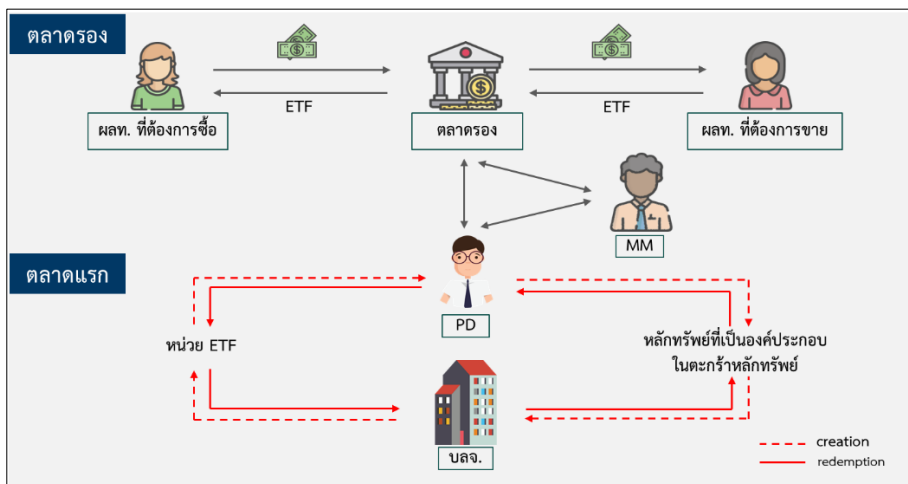 ตลาดรอง
ETF
ETF
ผลท. ที่ต้องการซื้อ
ตลาดรอง
ผลท. ที่ต้องการขาย
MM
ตลาดแรก
PD
หน่วย ETF
หลักทรัพย์ที่เป็นองค์ประกอบ
ในตะกร้าหลักทรัพย์
บลจ.
creation
redemption